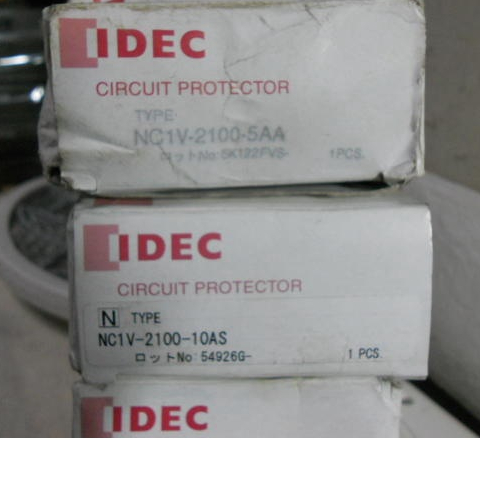 IDEC
CIRCUIT PROTECTOR
TYPE
NC1V-2100-5AA
ロットNo:5K122FVS- 1PCS.
IDEC
CIRCUIT PROTECTOR
N TYPE
NC1V-2100-10AS
ロットNo:54926G- 1 PCS.
IDEC